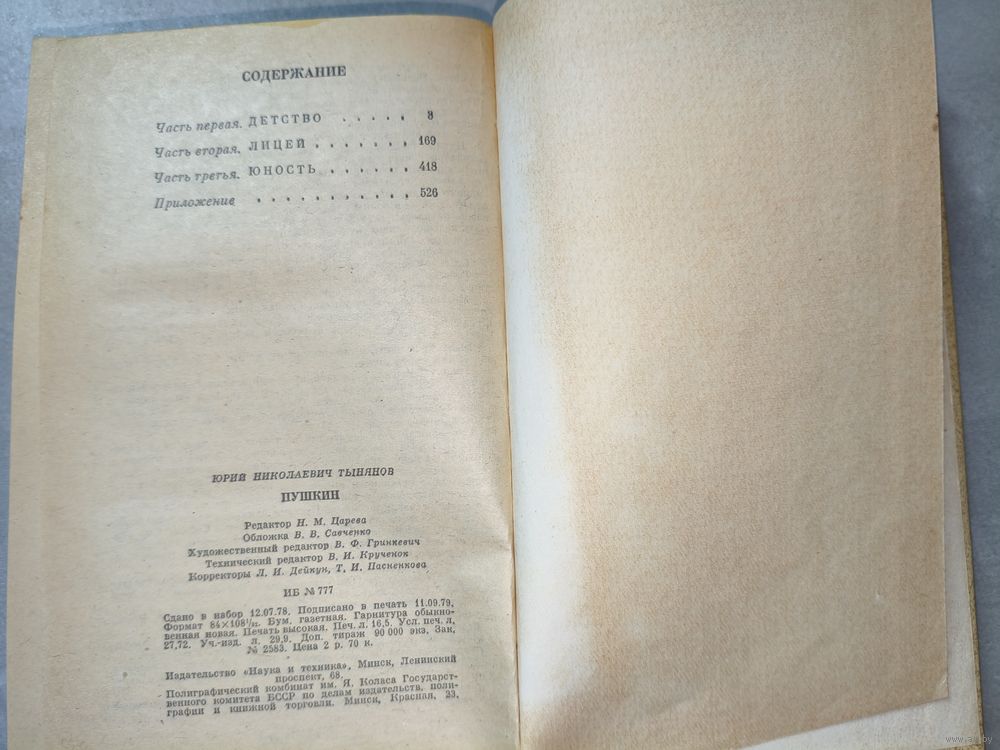 СОДЕРЖАНИЕ
Часть первая. ДЕТСТВО . . . . . 3
Часть вторая. ЛИЦЕЙ . . . . . . . 169
Часть третья. ЮНОСТЬ . . . . . . 418
Приложение . . . . . . . . . . . 526
ЮРИЙ НИКОЛАЕВИЧ ТЫНЯНОВ
ПУШКИН
Редактор Н. М. Царева
Обложка В. В. Савченко
Художественный редактор В. Ф. Гринкевич
Технический редактор В. И. Крученок
Корректоры Л. И. Дейкун, Т. И. Пасненкова
ИБ № 777
Сдано в набор 12.07.78. Подписано в печать 11.09.79.
Формат 84×108¹/₃₂. Бум. газетная. Гарнитура обыкно-
венная новая. Печать высокая. Печ. л. 16,5. Усл. печ. л.
27,72. Уч.-изд. л. 29,9. Доп. тираж 90 000 экз. Зак.
№ 2583. Цена 2 р. 70 к.
Издательство «Наука и техника». Минск, Ленинский
проспект, 68.
Полиграфический комбинат им. Я. Коласа Государст-
венного комитета БССР по делам издательств, поли-
графии и книжной торговли. Минск, Красная, 23.